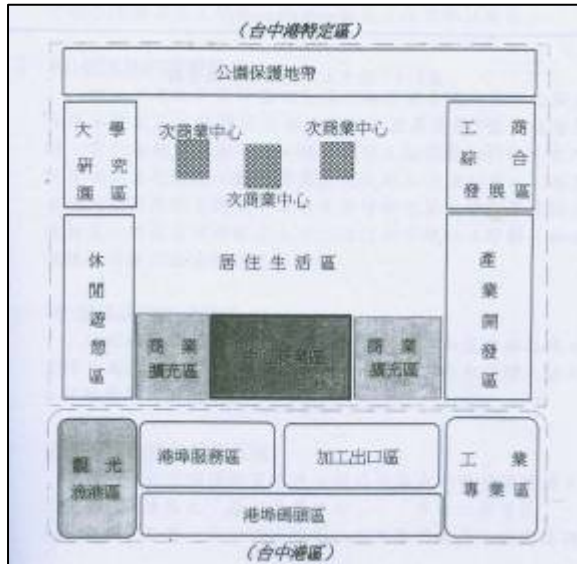 (台中港特定區)
公園保護地帶
大學
研究
園區
次商業中心
次商業中心
次商業中心
工商
綜合
發展區
休
閒
遊
憩
區
居住生活區
產
業
開
發
區
商業
擴充區
商業
擴充區
觀光
漁港區
港埠服務區
加工出口區
工業
專業區
港埠碼頭區
(台中港區)